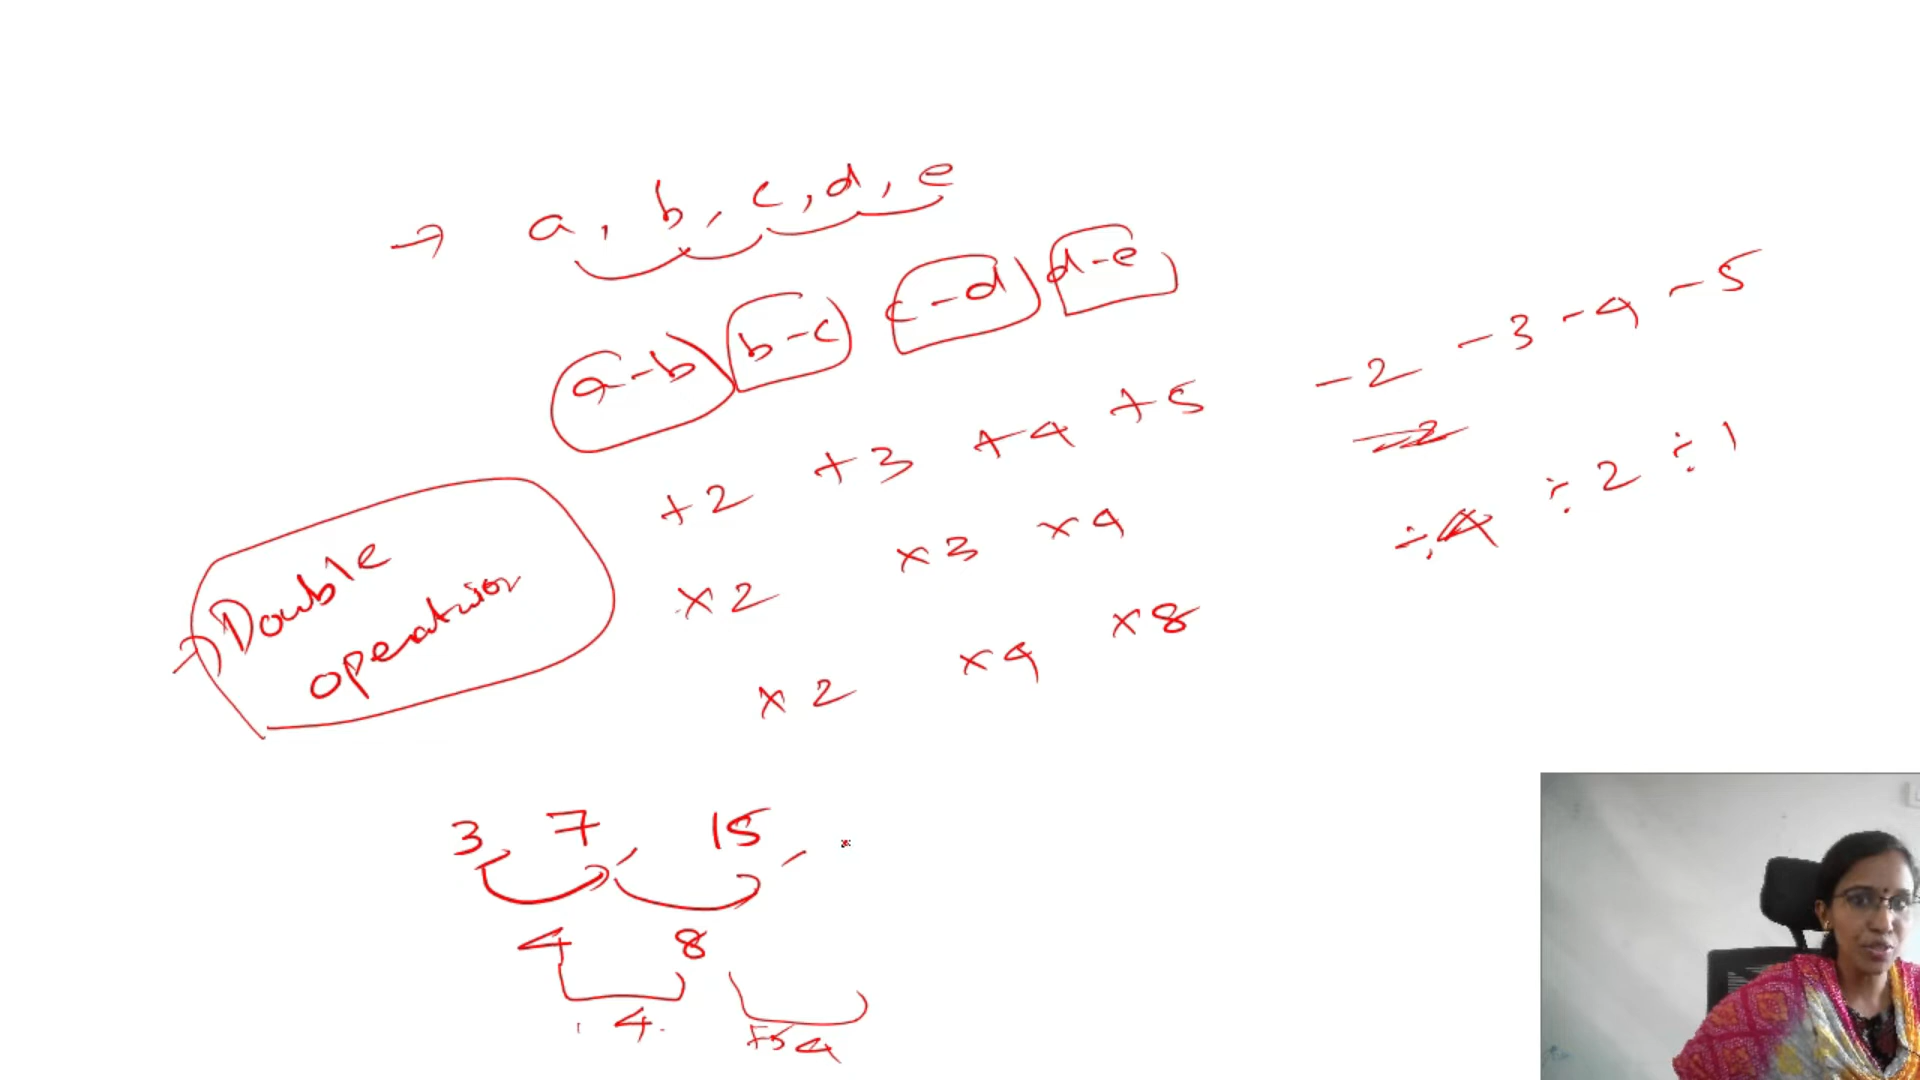 → a, b, c, d, e
a-b b-c c-d d-e
+2 +3 +4 +5
-2 -3 -4 -5
×2 ×3 ×4
÷4 ÷2 ÷1
×2 ×4 ×8
→ Double
operation
3, 7, 15,
4 8
4